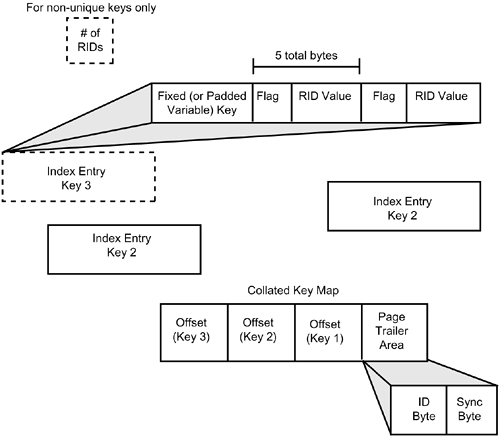 For non-unique keys only
# of
RIDs
5 total bytes
Fixed (or Padded
Variable) Key
Flag
RID Value
Flag
RID Value
Index Entry
Key 3
Index Entry
Key 2
Index Entry
Key 2
Collated Key Map
Offset
(Key 3)
Offset
(Key 2)
Offset
(Key 1)
Page
Trailer
Area
ID
Byte
Sync
Byte